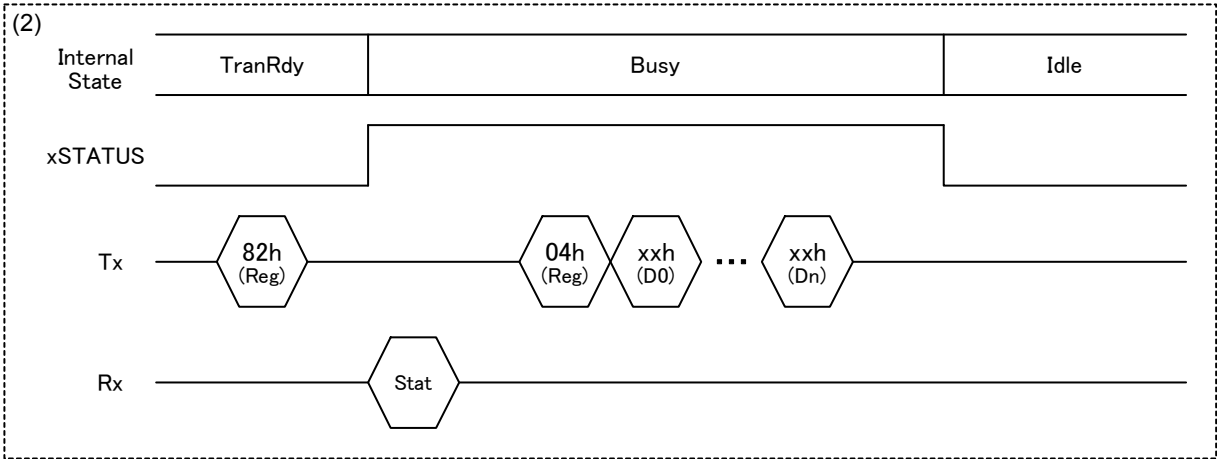 (2)
Internal
State
TranRdy
Busy
Idle
xSTATUS
Tx
82h
(Reg)
04h
(Reg)
xxh
(D0)
...
xxh
(Dn)
Rx
Stat